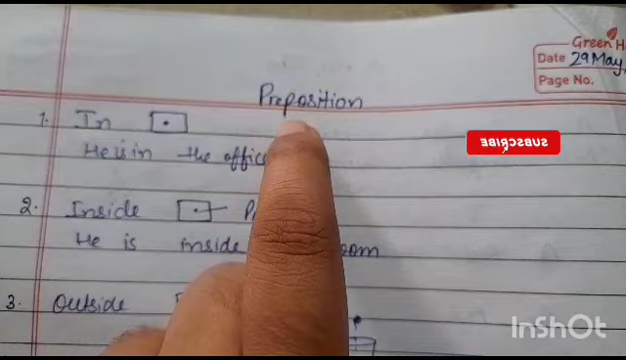 Green H
Date 29 May,
Page No.
Preposition
1. In
He is in the offic
SUBSCRIBE
2. Inside
He is inside oom
3. Outside
InShOt